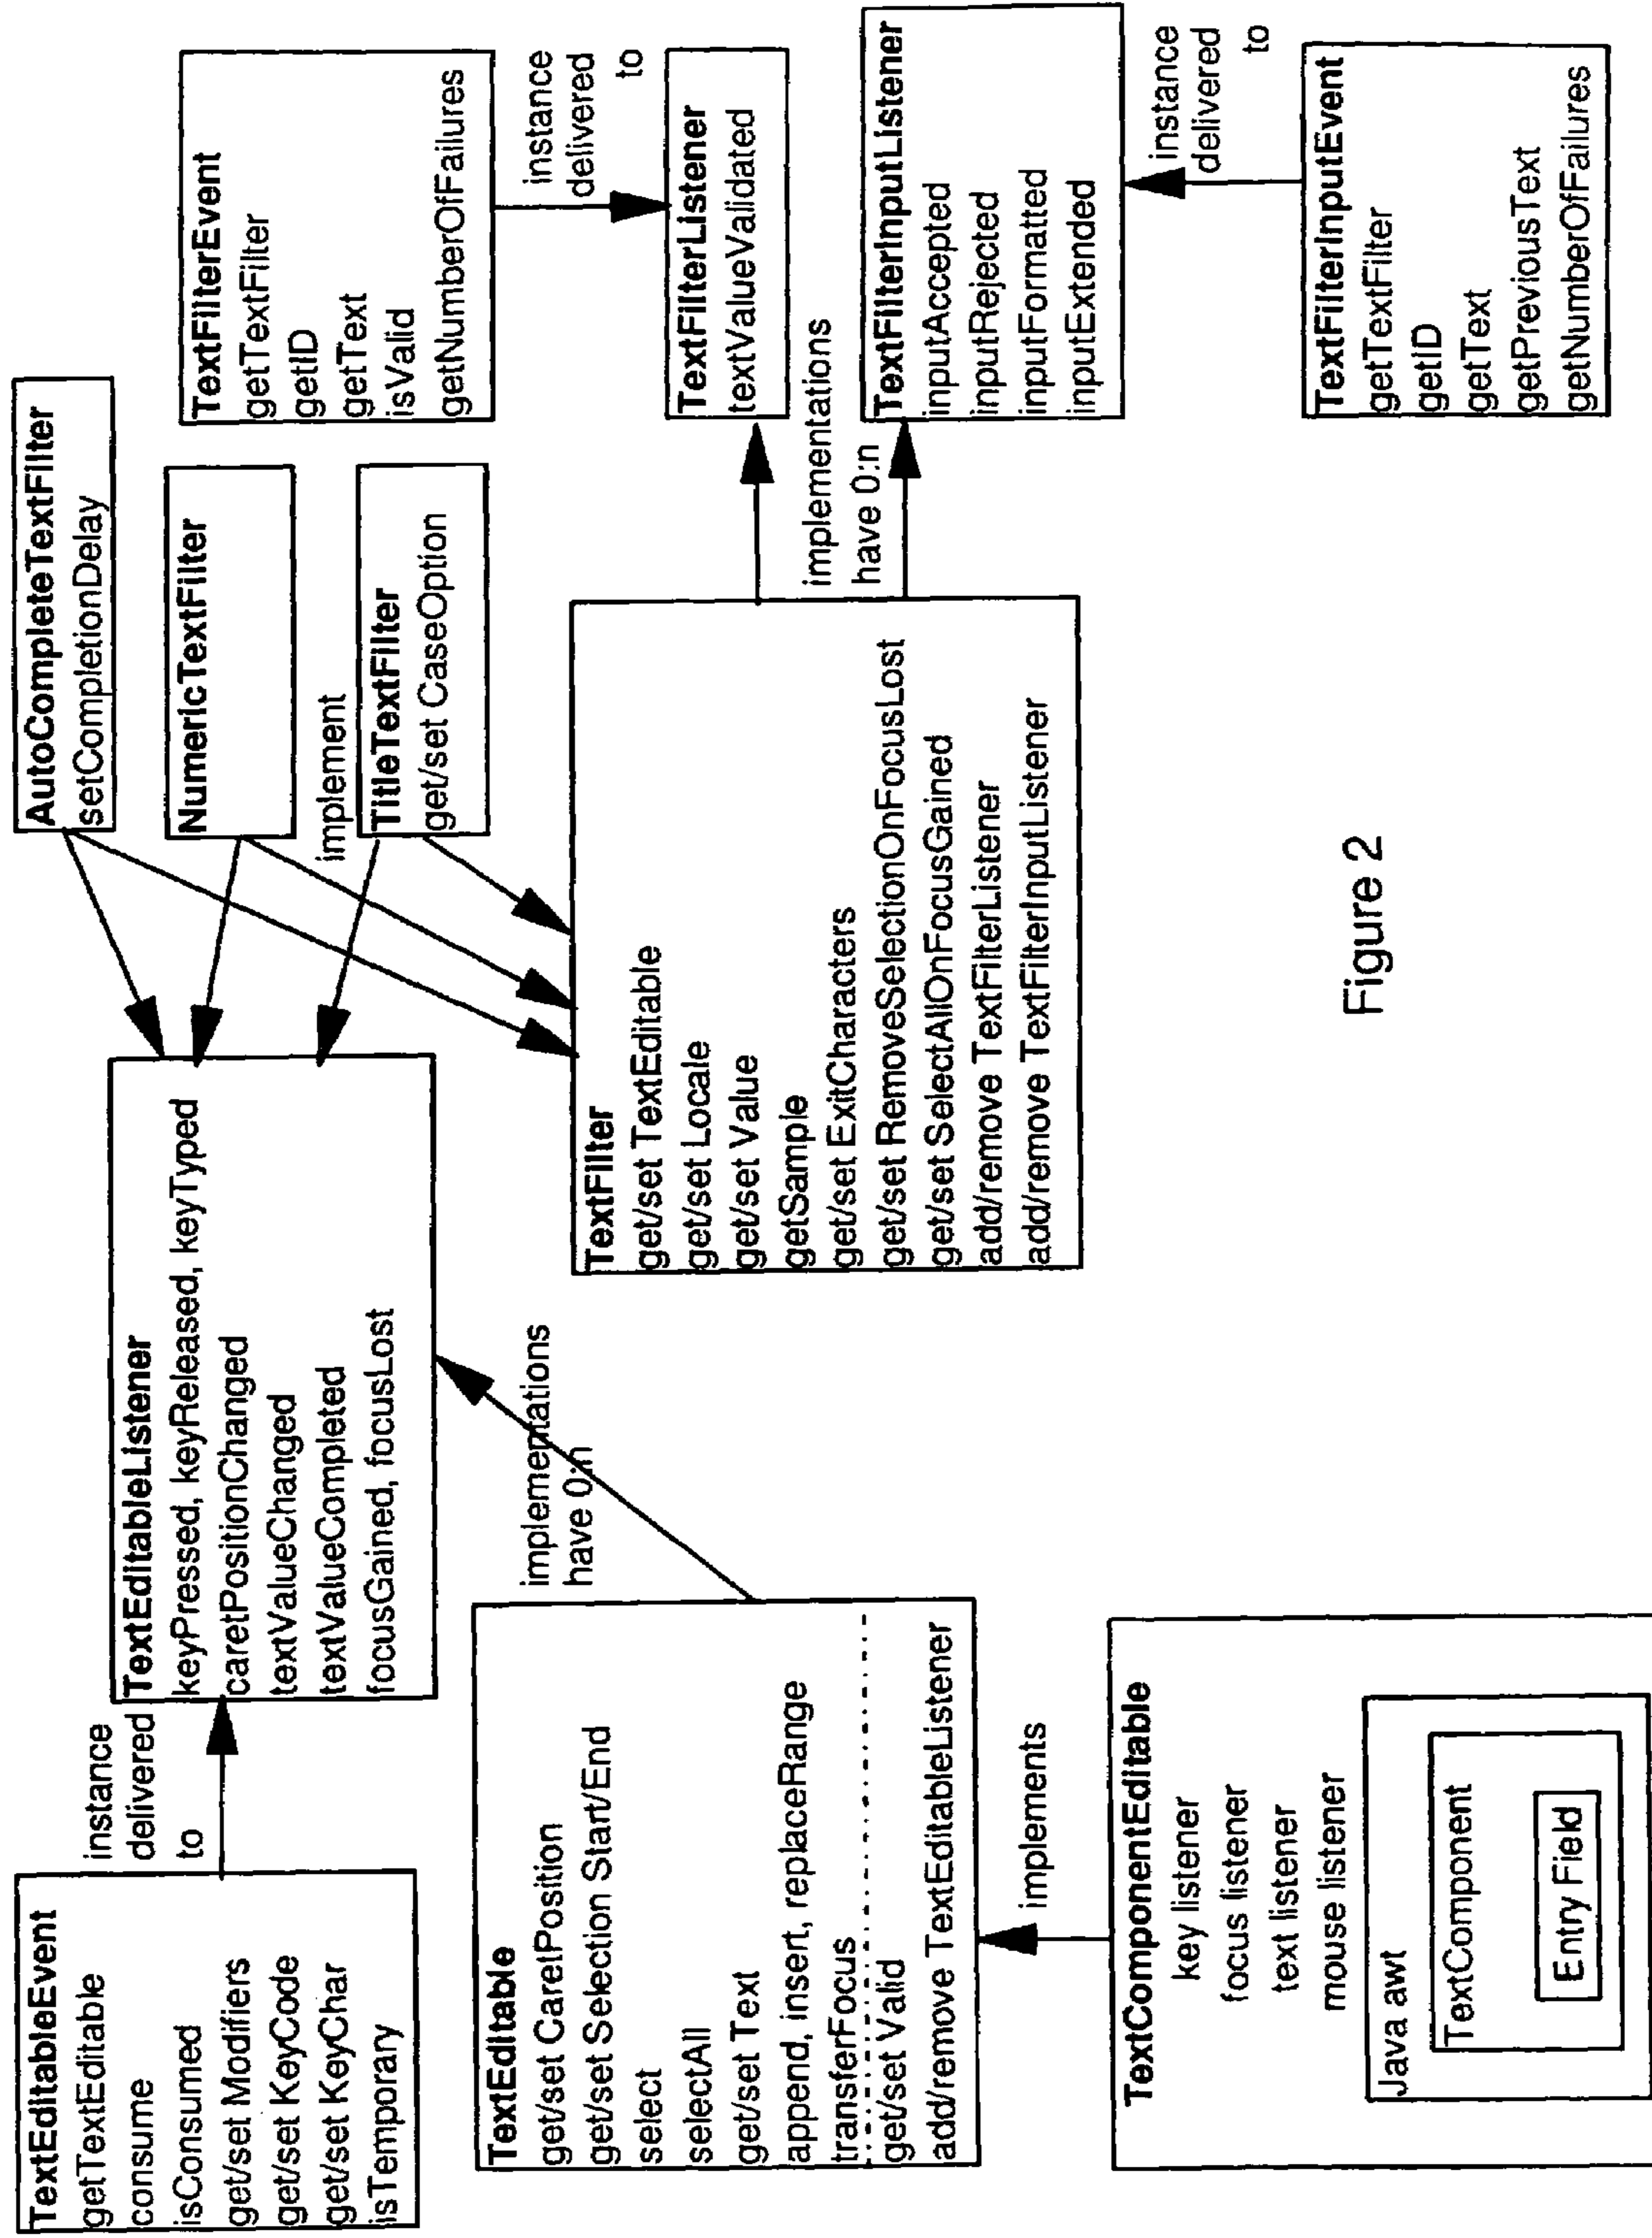 TextEditableEvent
getTextEditable
consume
isConsumed
get/set Modifiers
get/set KeyCode
get/set KeyChar
isTemporary
instance
delivered
to
TextEditableListener
keyPressed, keyReleased, keyTyped
caretPositionChanged
textValueChanged
textValueCompleted
focusGained, focusLost
AutoCompleteTextFilter
setCompletionDelay
NumericTextFilter
implement
TitleTextFilter
get/set CaseOption
TextFilterEvent
getTextFilter
getID
getText
isValid
getNumberOfFailures
instance
delivered
to
TextEditable
get/set CaretPosition
get/set Selection Start/End
select
selectAll
get/set Text
append, insert, replaceRange
transferFocus
get/set Valid
add/remove TextEditableListener
implementations
have 0:n
TextFilter
get/set TextEditable
get/set Locale
get/set Value
getSample
get/set ExitCharacters
get/set RemoveSelectionOnFocusLost
get/set SelectAllOnFocusGained
add/remove TextFilterListener
add/remove TextFilterInputListener
implementations
have 0:n
TextFilterListener
textValueValidated
TextFilterInputListener
inputAccepted
inputRejected
inputFormatted
inputExtended
instance
delivered
to
TextFilterInputEvent
getTextFilter
getID
getText
getPreviousText
getNumberOfFailures
implements
TextComponentEditable
key listener
focus listener
text listener
mouse listener
Java awt
TextComponent
Entry Field
Figure 2